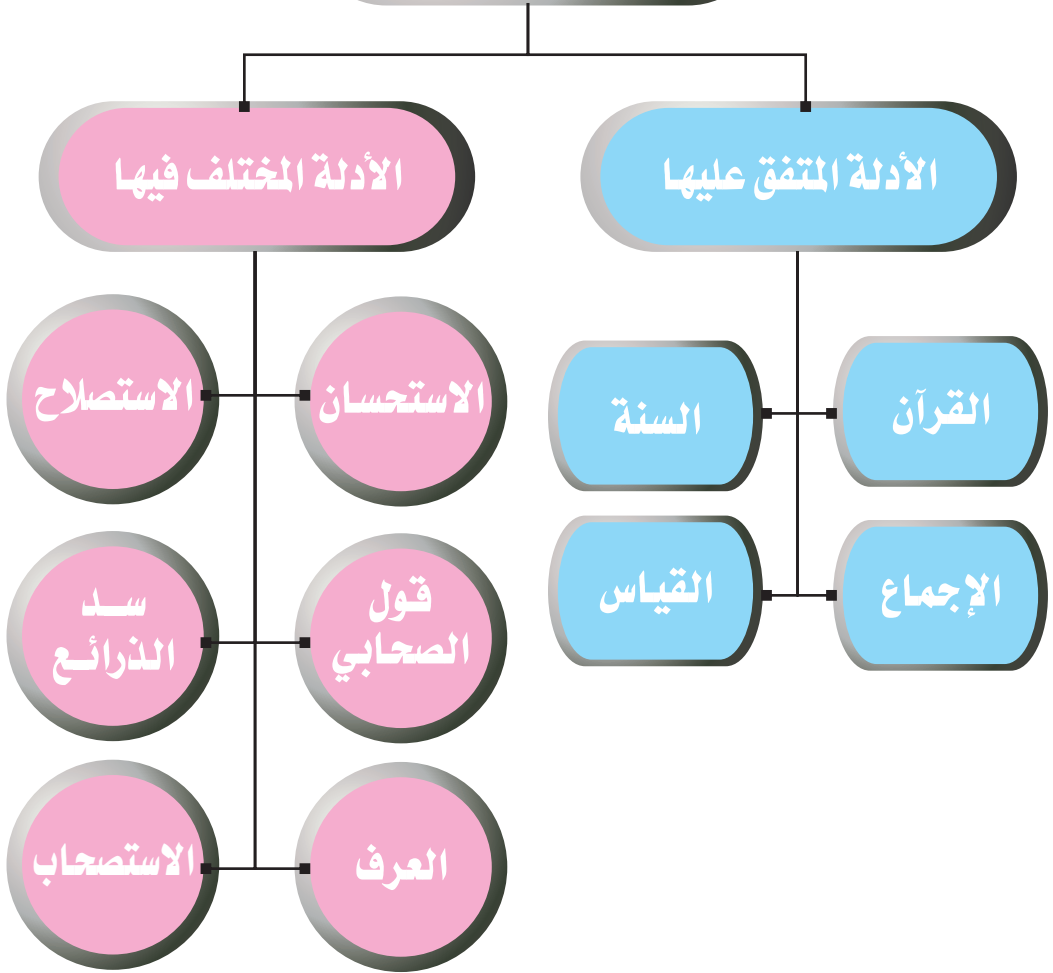 الأدلة المتفق عليها
الأدلة المختلف فيها
القرآن
السنة
الإجماع
القياس
الاستحسان
الاستصلاح
قول
الصحابي
سد
الذرائع
العرف
الاستصحاب